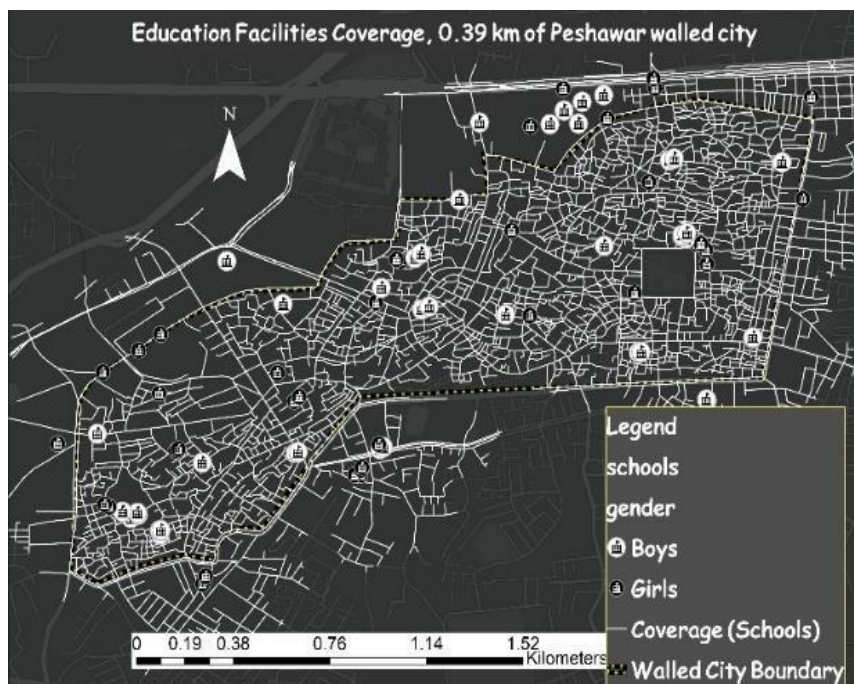 Education Facilities Coverage, 0.39 km of Peshawar walled city
N
Legend
schools
gender
Boys
Girls
Coverage (Schools)
Walled City Boundary
0 0.19 0.38 0.76 1.14 1.52
Kilometers